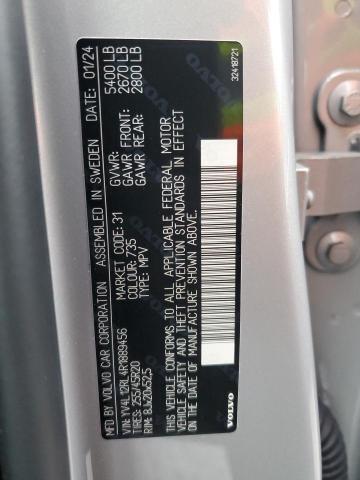 MFD BY VOLVO CAR CORPORATION ASSEMBLED IN SWEDEN DATE: 01/24
VIN: YV4L12RL4R1889456 MARKET CODE: 31 GVWR: 5400 LB
TIRES: 255/45R20 COLOUR: 735 GAWR FRONT: 2670 LB
RIM: 8Jx20x52,5 TYPE: MPV GAWR REAR: 2800 LB
THIS VEHICLE CONFORMS TO ALL APPLICABLE FEDERAL MOTOR
VEHICLE SAFETY AND THEFT PREVENTION STANDARDS IN EFFECT
ON THE DATE OF MANUFACTURE SHOWN ABOVE.
VOLVO
32418721